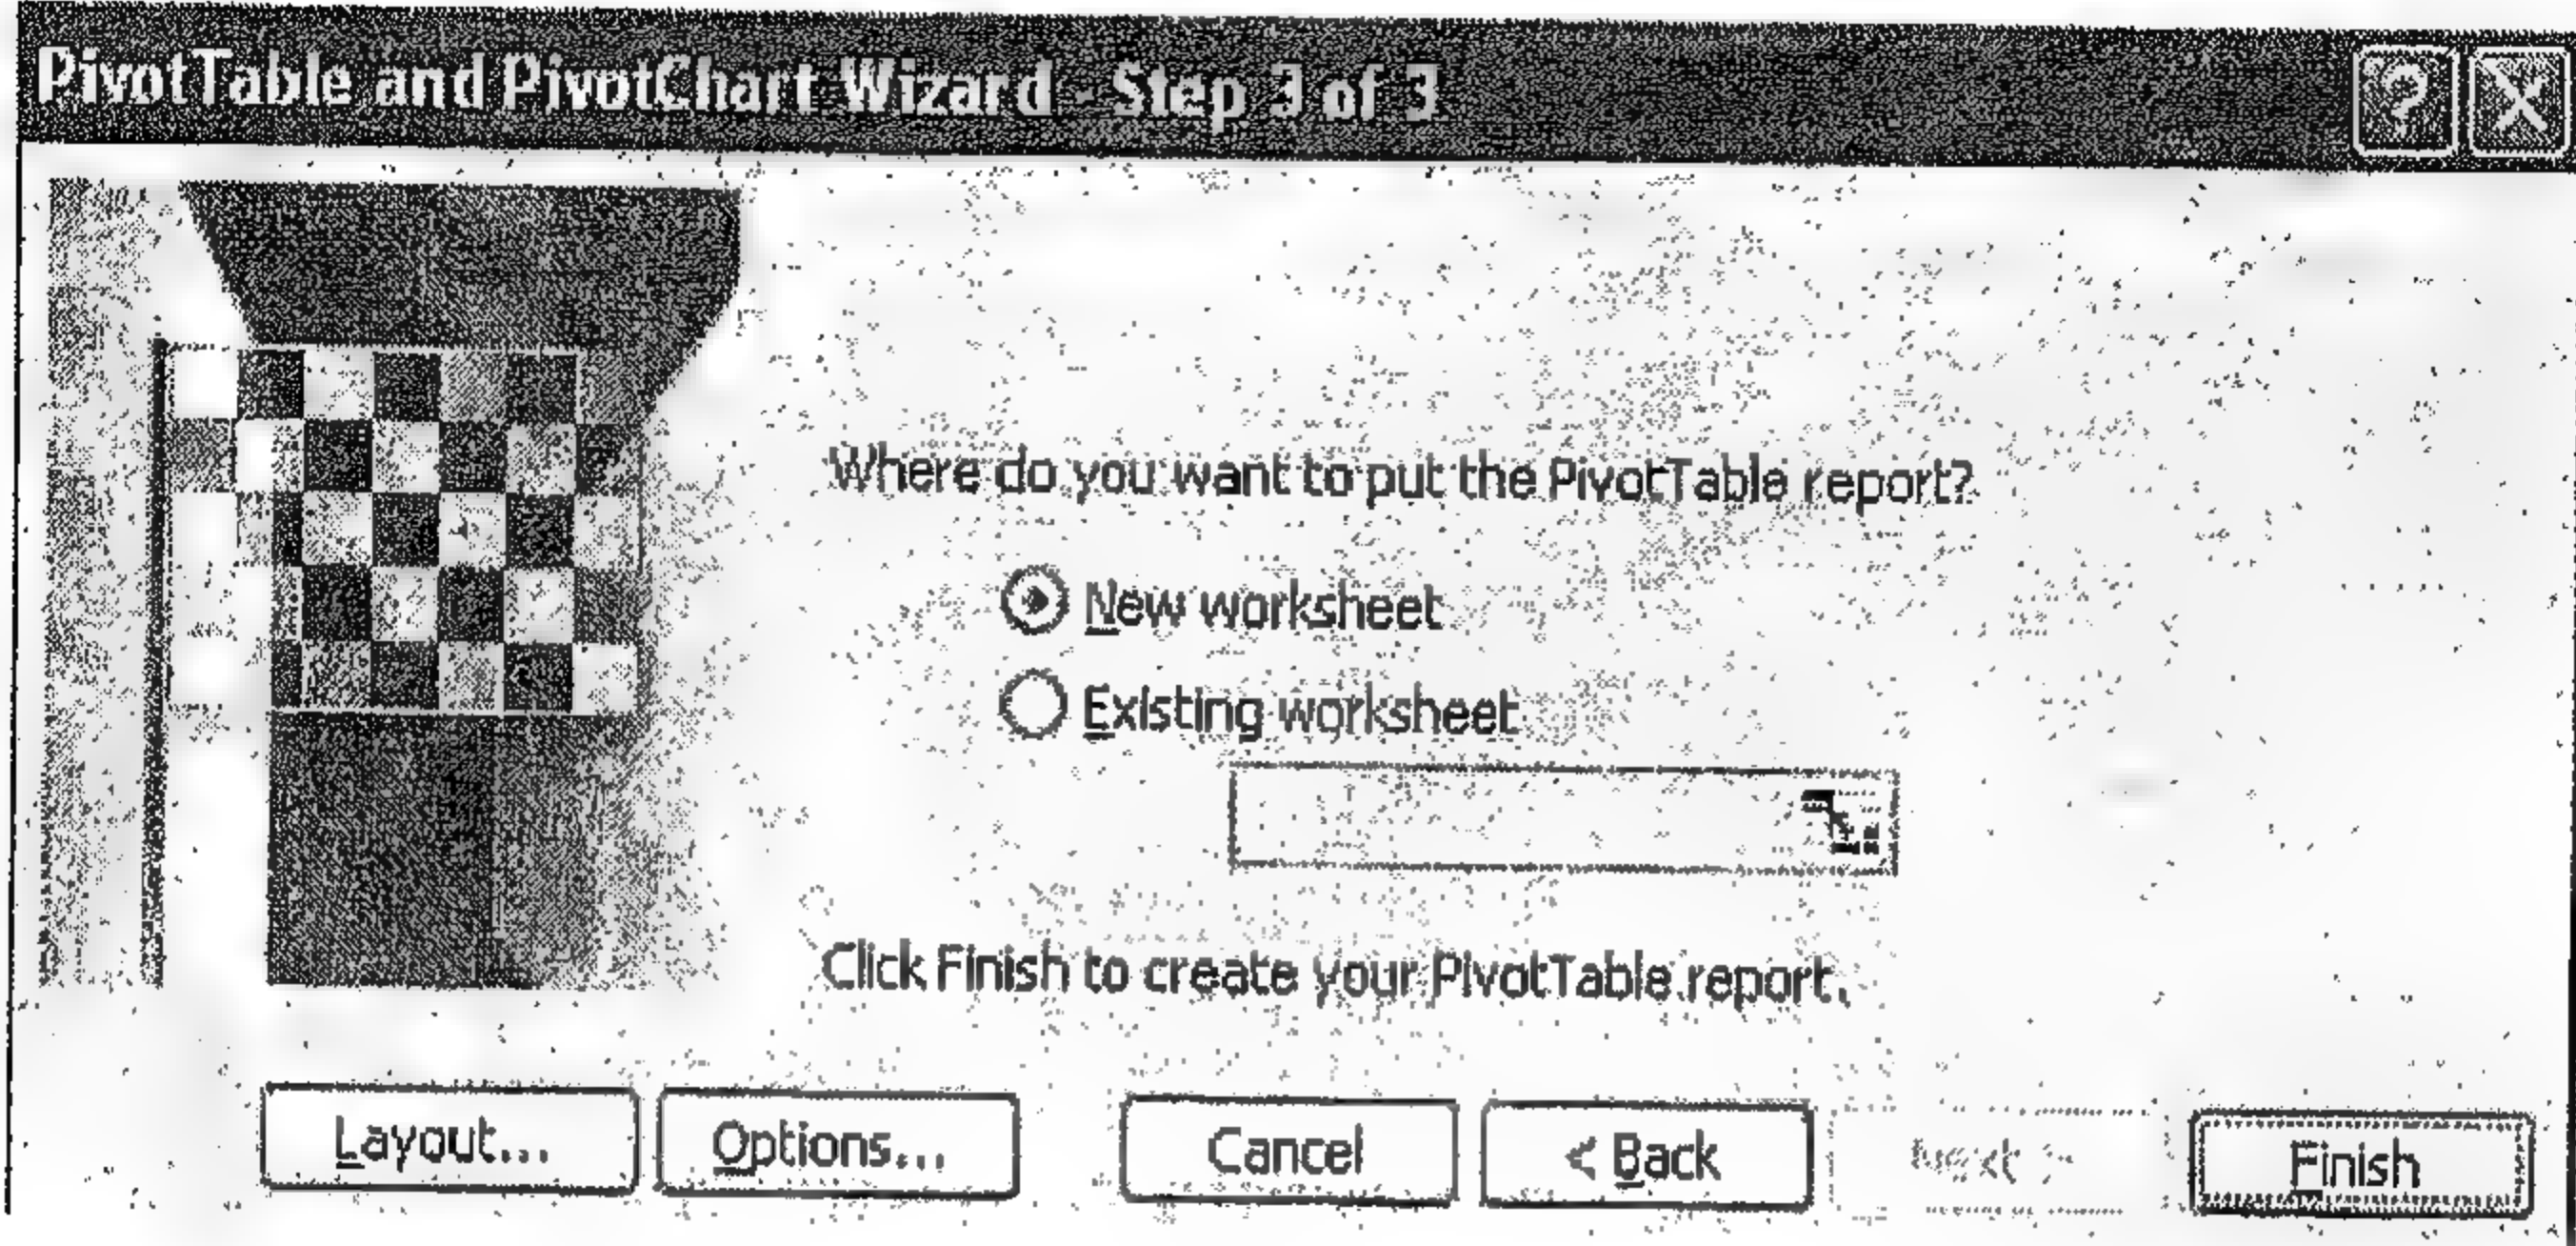 PivotTable and PivotChart Wizard - Step 3 of 3
Where do you want to put the PivotTable report?
New worksheet
Existing worksheet
Click Finish to create your PivotTable report.
Layout... Options... Cancel < Back Next > Finish